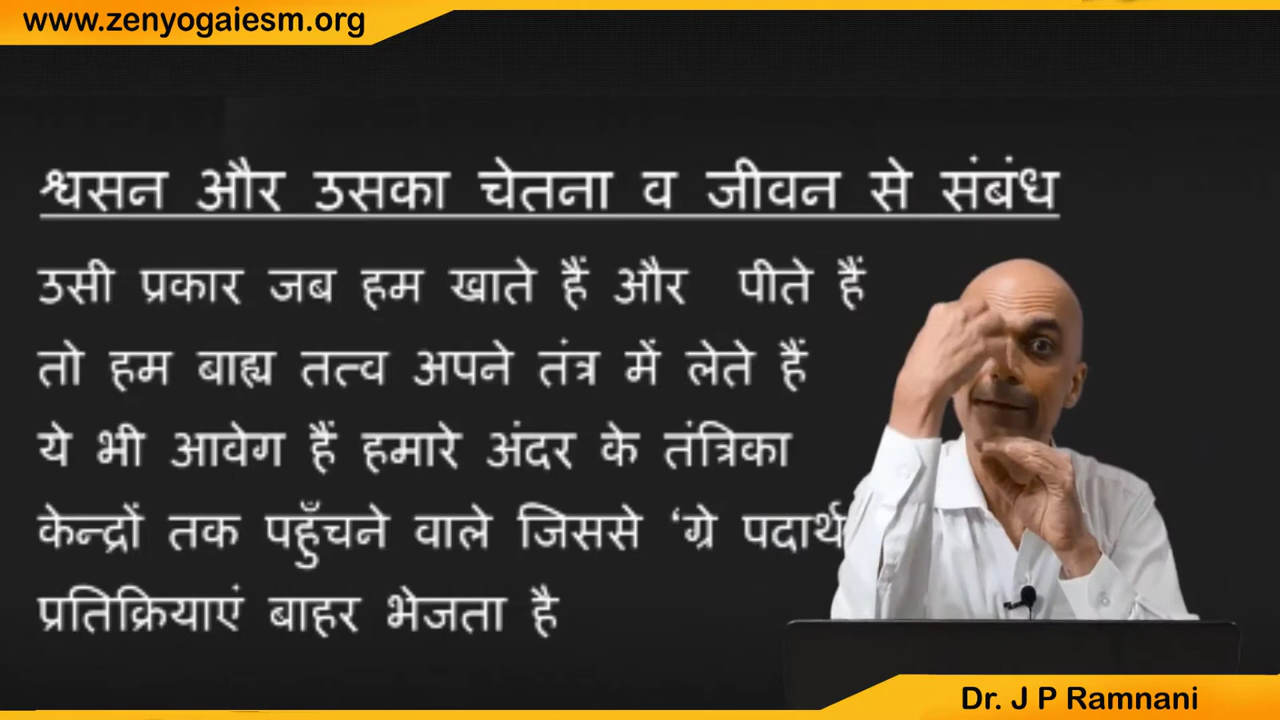 www.zenyogaiesm.org
श्वसन और उसका चेतना व जीवन से संबंध
उसी प्रकार जब हम खाते हैं और पीते हैं
तो हम बाह्य तत्व अपने तंत्र में लेते हैं
ये भी आवेग हैं हमारे अंदर के तंत्रिका
केन्द्रों तक पहुँचने वाले जिससे ‘ग्रे पदार्थ
प्रतिक्रियाएं बाहर भेजता है
Dr. J P Ramnani